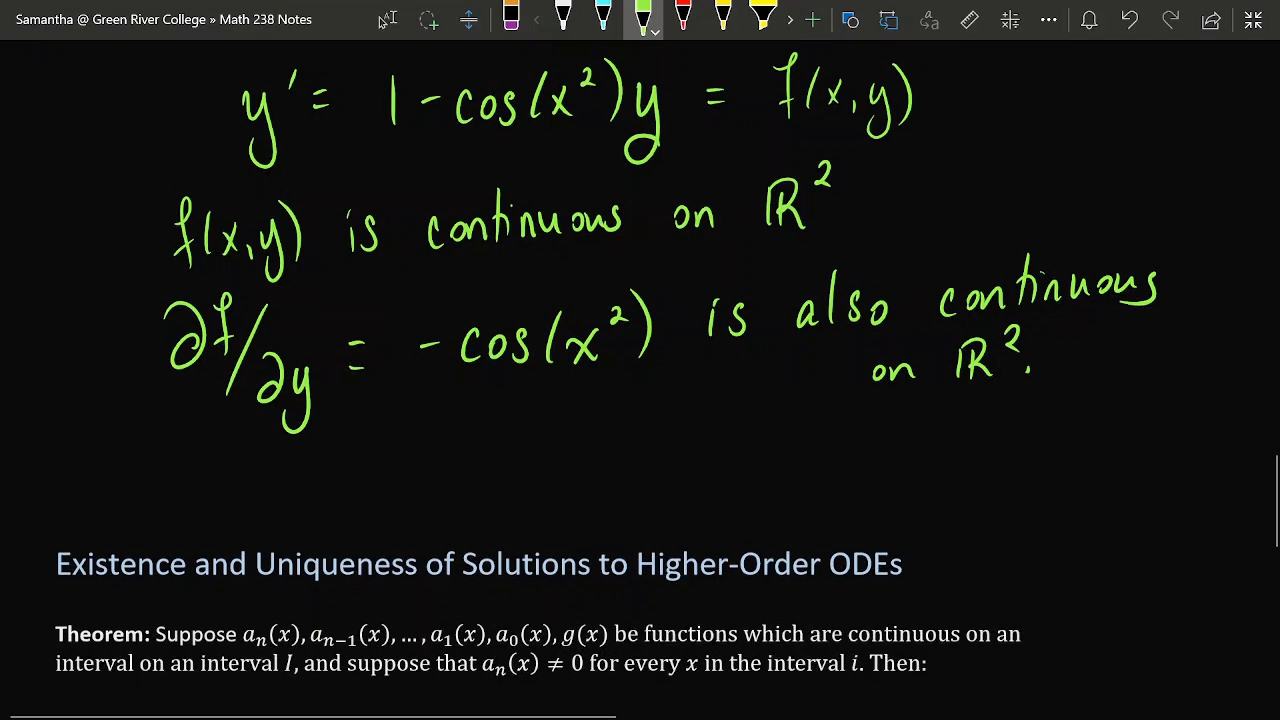 Samantha @ Green River College » Math 238 Notes
y' = 1 - cos(x²)y = f(x,y)
f(x,y) is continuous on ℝ²
∂f/∂y = - cos(x²) is also continuous
on ℝ².
Existence and Uniqueness of Solutions to Higher-Order ODEs
Theorem: Suppose aₙ(x), aₙ₋₁(x), … , a₁(x), a₀(x), g(x) be functions which are continuous on an
interval on an interval I, and suppose that aₙ(x) ≠ 0 for every x in the interval i. Then: